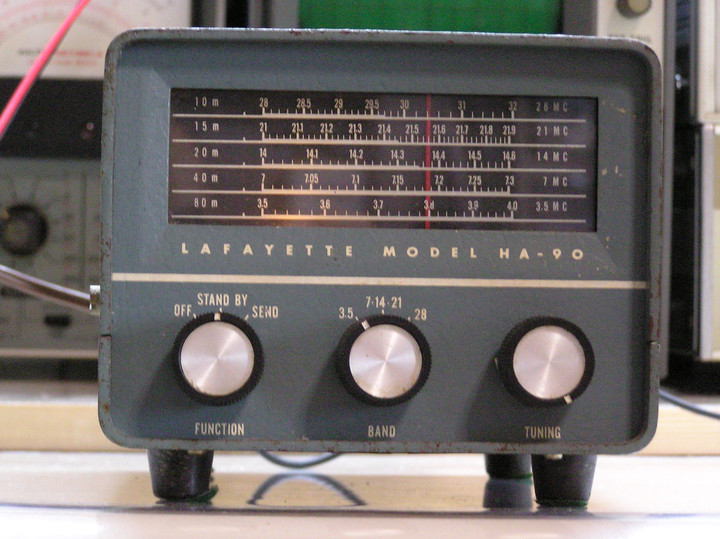 10 m 28 28.5 29 29.5 30 31 32 28 MC
15 m 21 21.1 21.2 21.3 21.4 21.5 21.6 21.7 21.8 21.9 21 MC
20 m 14 14.1 14.2 14.3 14.4 14.5 14.6 14 MC
40 m 7 7.05 7.1 7.15 7.2 7.25 7.3 7 MC
80 m 3.5 3.6 3.7 3.8 3.9 4.0 3.5 MC
LAFAYETTE MODEL HA-90
OFF STAND BY SEND
3.5 7·14·21 28
FUNCTION BAND TUNING